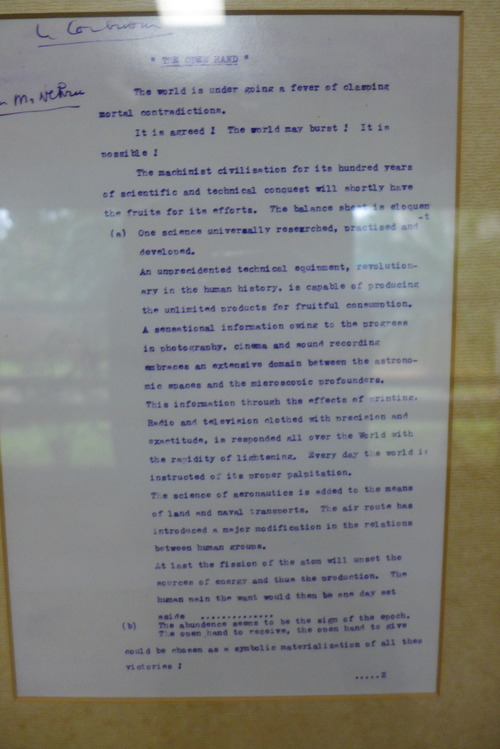 Le Corbusier
M. Nehru
" THE OPEN HAND "
The world is under going a fever of clamping
mortal contradictions.
It is agreed ! The world may burst ! It is
possible !
The machinist civilisation for its hundred years
of scientific and technical conquest will shortly have
the fruits for its efforts. The balance sheet is eloquen
-t
(a) One science universally researched, practised and
developed.
An unprecidented technical equipment, revolution-
ary in the human history, is capable of producing
the unlimited products for fruitful consumption.
A sensational information owing to the progress
in photography, cinema and sound recording
embraces an extensive domain between the astrono-
mic spaces and the microscopic profounders.
This information through the effects of printing.
Radio and television clothed with precision and
exactitude, is responded all over the World with
the rapidity of lightening. Every day the world is
instructed of its proper palpitation.
The science of aeronautics is added to the means
of land and naval transports. The air route has
introduced a major modification in the relations
between human groups.
At last the fission of the atom will upset the
sources of energy and thus the production. The
human pain the want would then be one day set
aside ..............
(b) The abundance seems to be the sign of the epoch.
The open hand to receive, the open hand to give
could be chosen as a symbolic materialization of all these
victories !
.....2